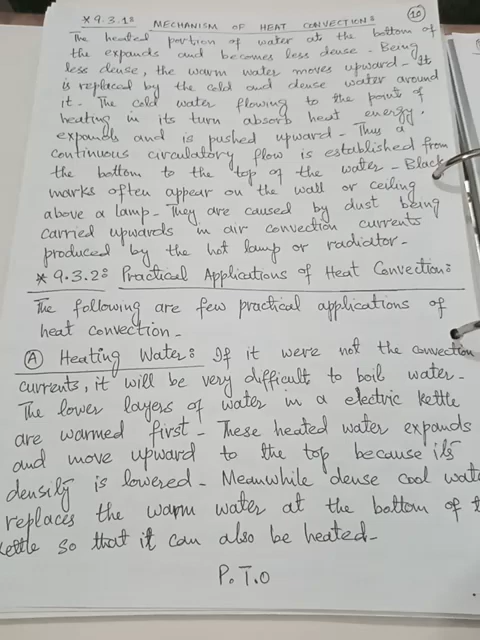 * 9.3.1: MECHANISM OF HEAT CONVECTION: 10
The heated portion of water at the bottom of
the expands and becomes less dense - Being
less dense, the warm water moves upward - It
is replaced by the cold and dense water around
it - The cold water flowing to the point of
heating in its turn absorb heat energy,
expands and is pushed upward - Thus a
continuous circulatory flow is established from
the bottom to the top of the water - Black
marks often appear on the wall or ceiling
above a lamp - They are caused by dust being
carried upwards in air convection currents
produced by the hot lamp or radiator -
* 9.3.2: Practical Applications of Heat Convection:
The following are few practical applications of
heat convection -
A Heating Water: If it were not the convection
currents, it will be very difficult to boil water -
The lower layers of water in a electric kettle
are warmed first - These heated water expands
and move upward to the top because its
density is lowered - Meanwhile dense cool wate
replaces the warm water at the bottom of t
kettle so that it can also be heated -
P.T.O